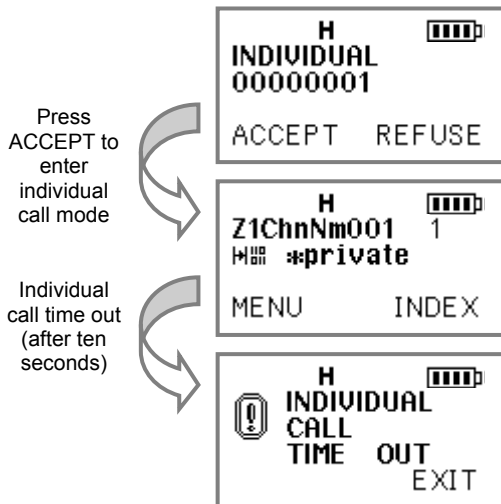 H
INDIVIDUAL
00000001
ACCEPT REFUSE
Press
ACCEPT to
enter
individual
call mode
H
Z1ChnNm001 1
*private
MENU INDEX
Individual
call time out
(after ten
seconds)
H
INDIVIDUAL
CALL
TIME OUT
EXIT